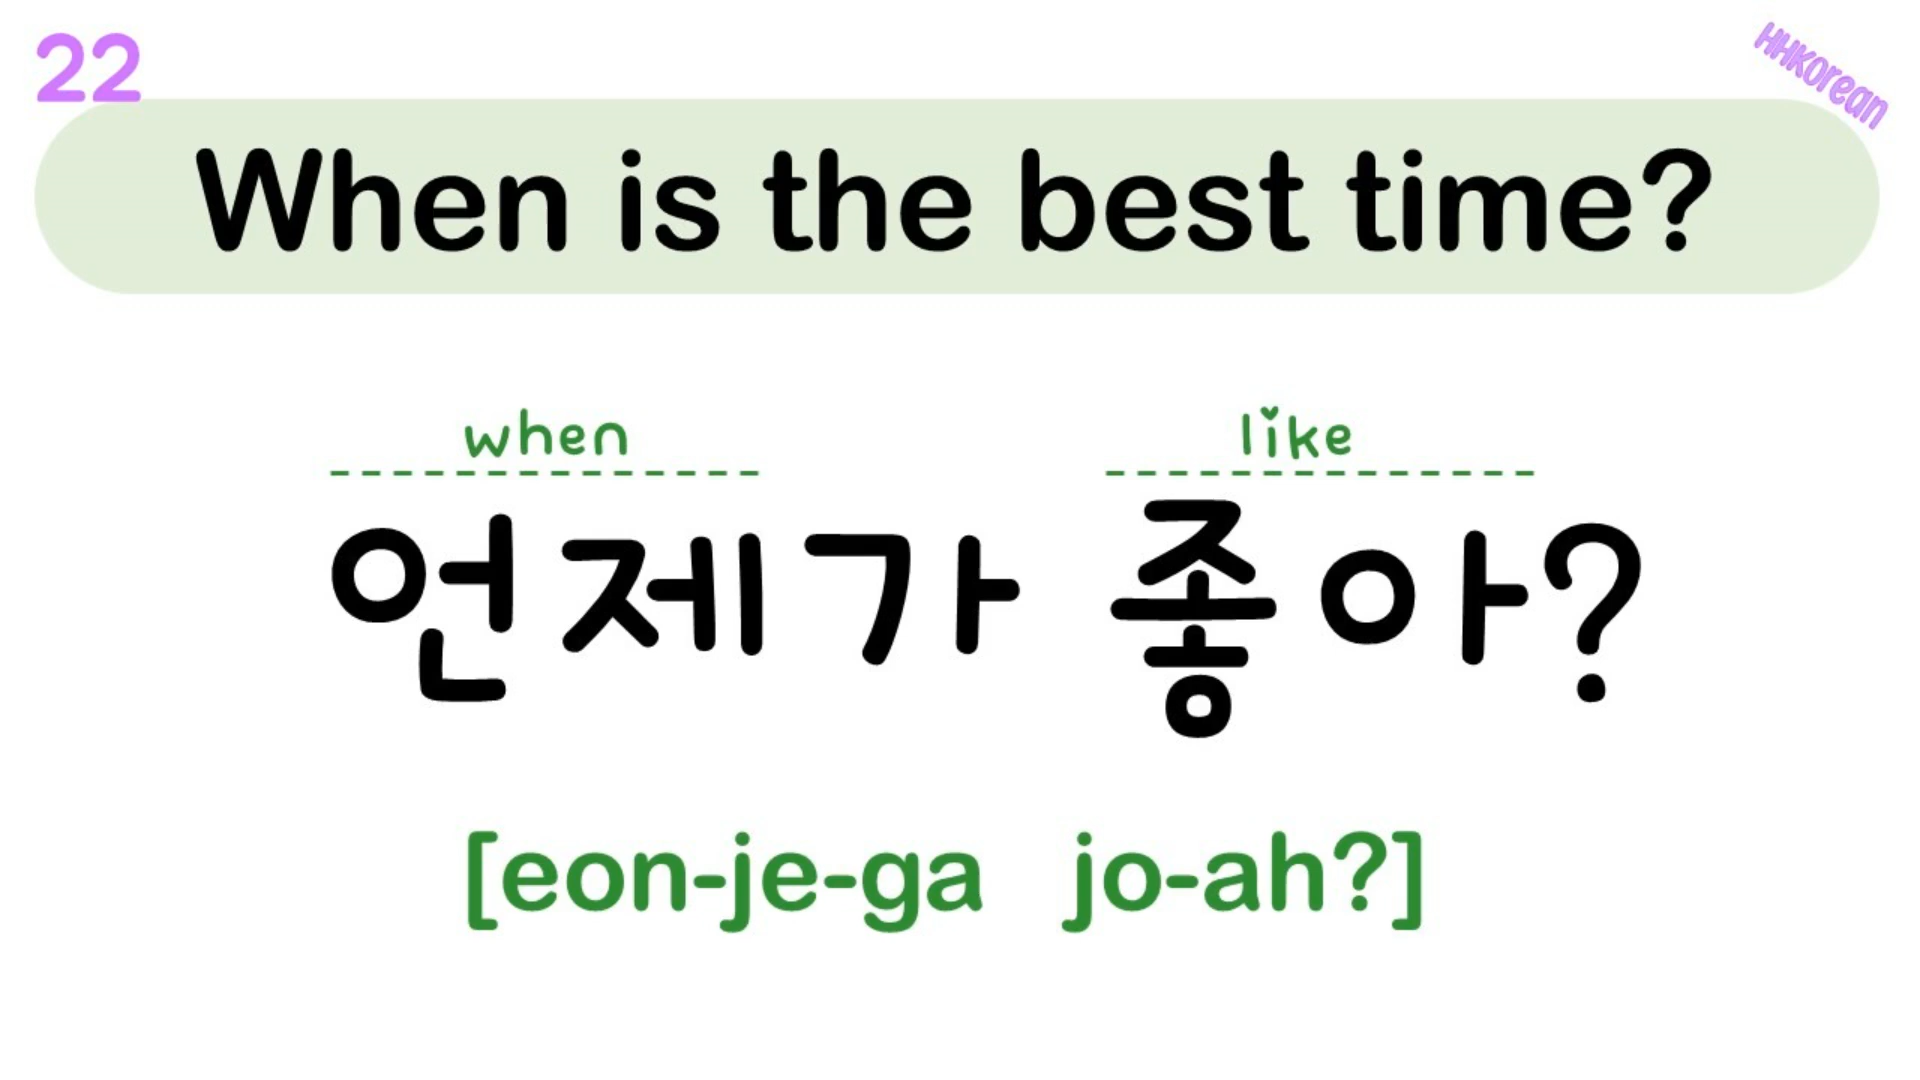 22
HHKorean
When is the best time?
when like
언제가 좋아?
[eon-je-ga jo-ah?]